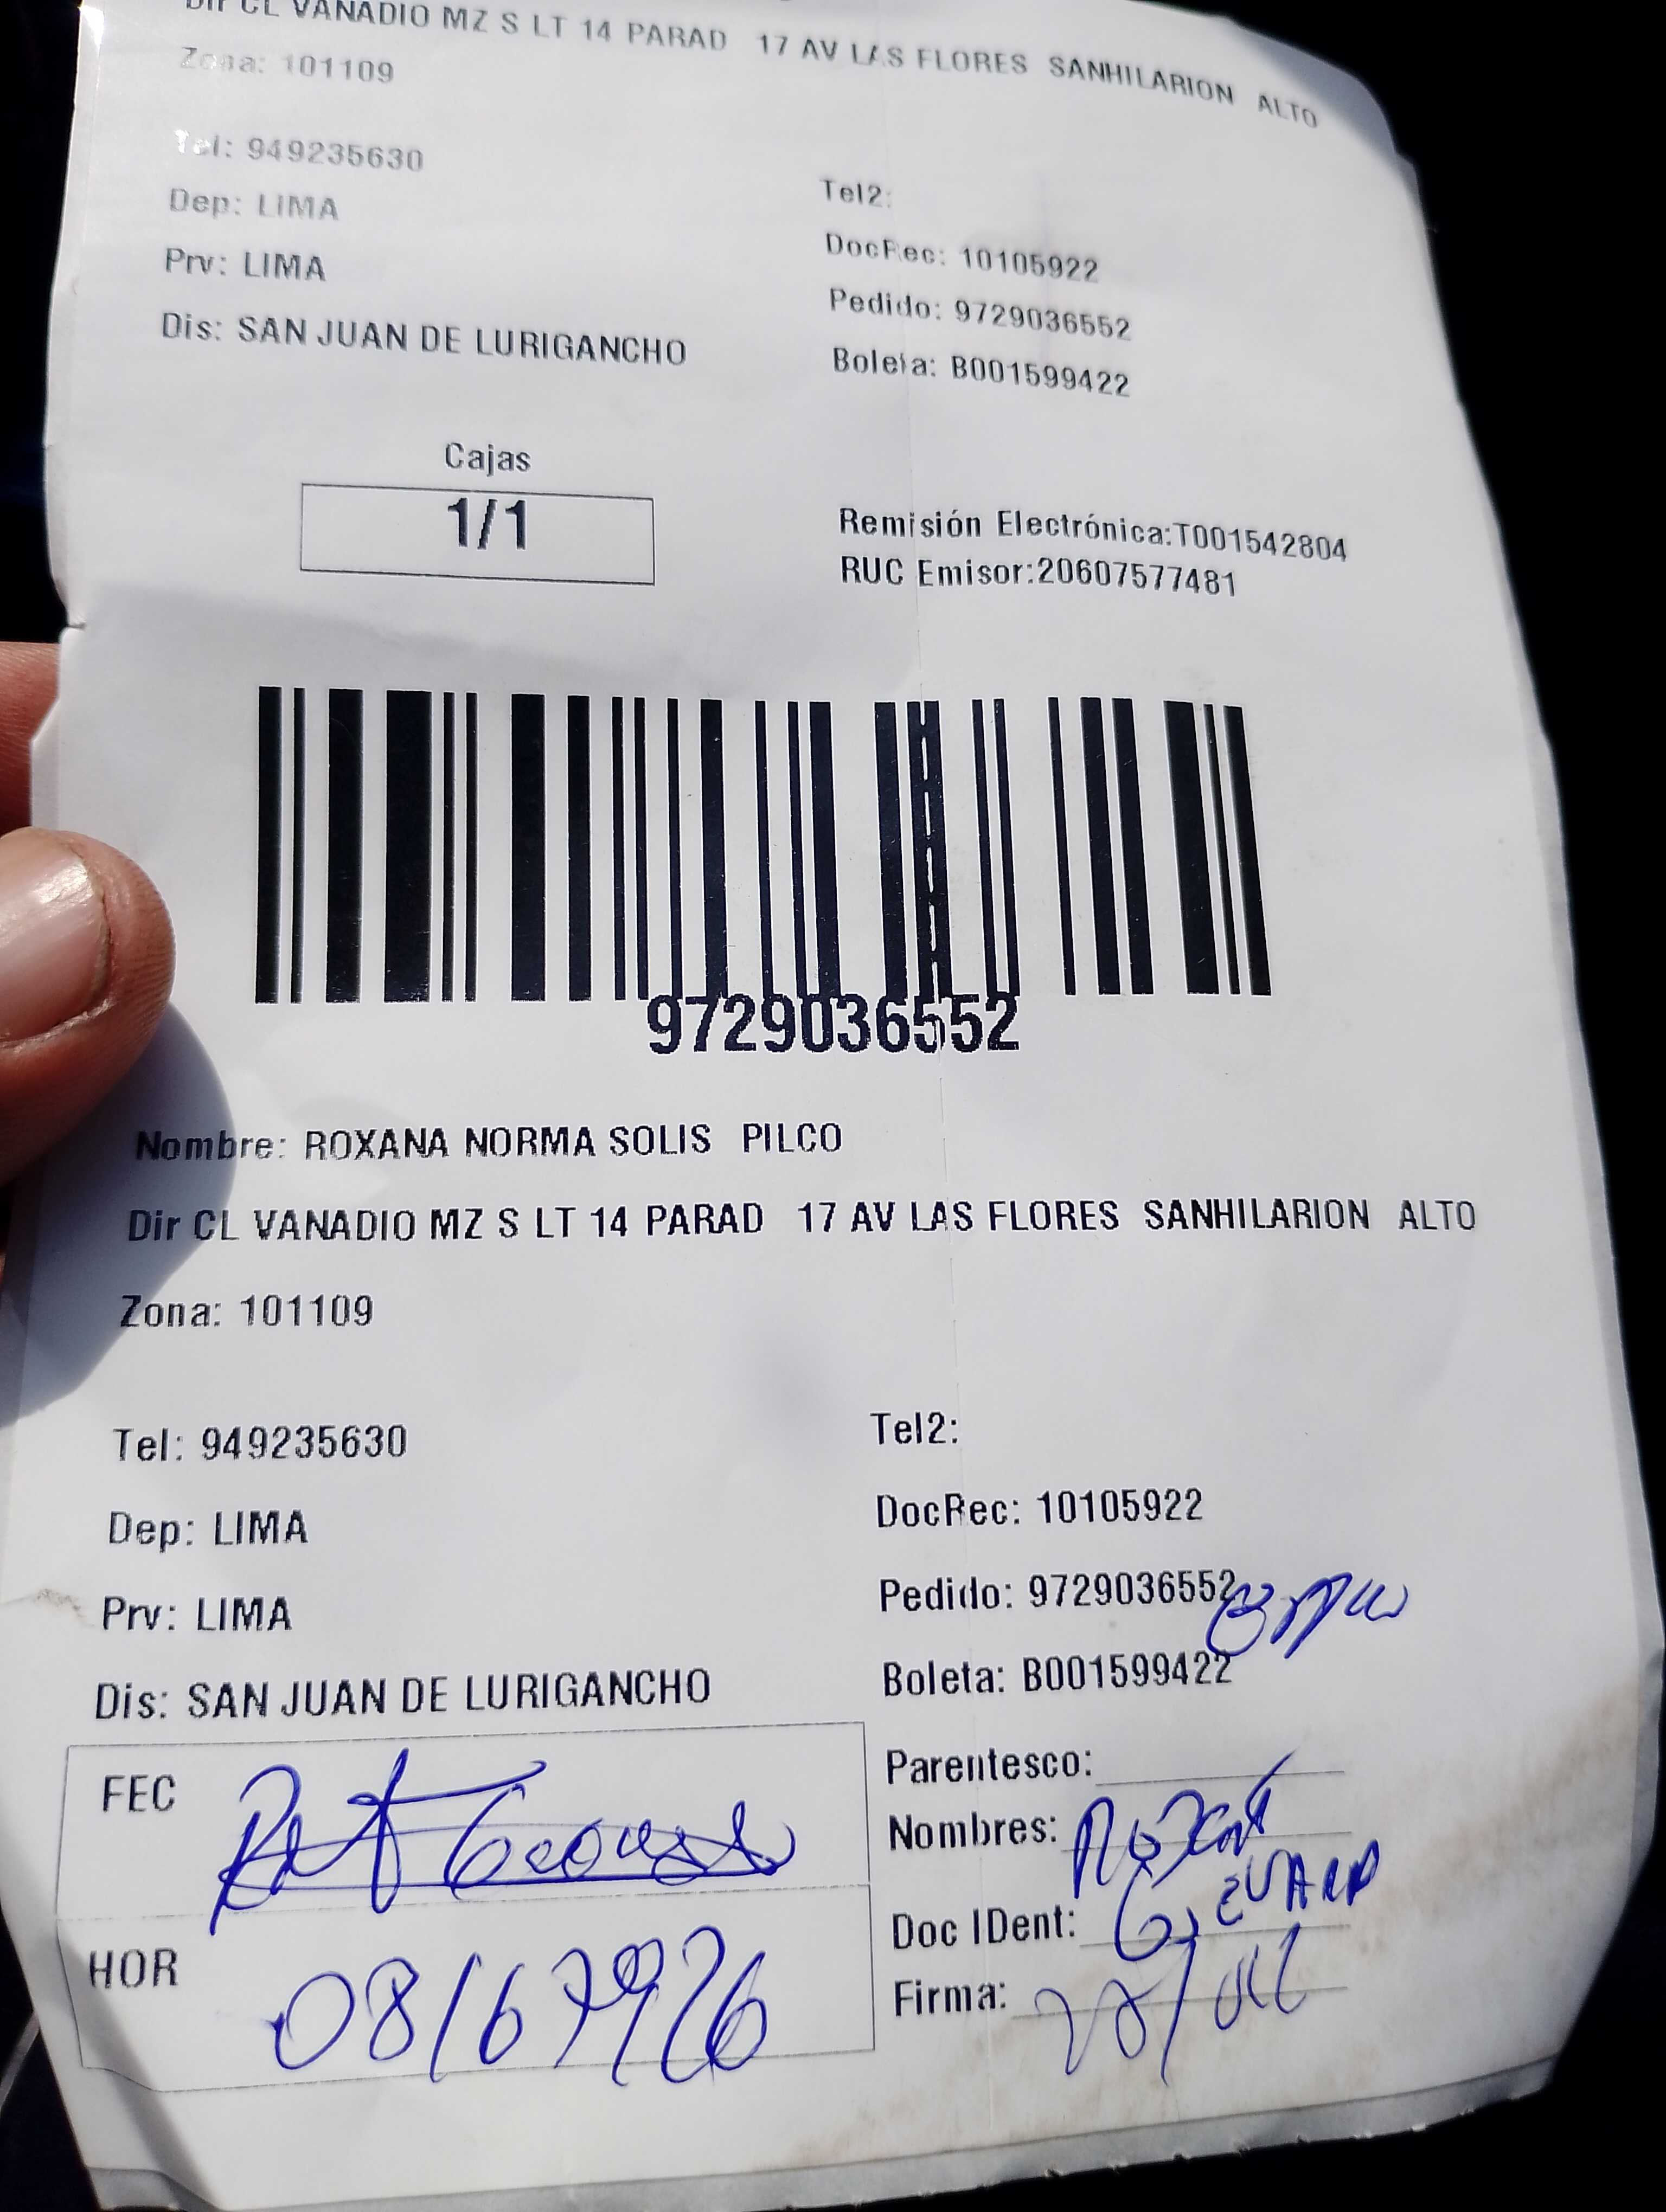 Dir CL VANADIO MZ S LT 14 PARAD 17 AV LAS FLORES SANHILARION ALTO
Zona: 101109
Tel: 949235630
Tel2:
Dep: LIMA
DocRec: 10105922
Prv: LIMA
Pedido: 9729036552
Dis: SAN JUAN DE LURIGANCHO
Boleta: B001599422
Cajas
1/1
Remisión Electrónica:T001542804
RUC Emisor:20607577481
9729036552
Nombre: ROXANA NORMA SOLIS PILCO
Dir CL VANADIO MZ S LT 14 PARAD 17 AV LAS FLORES SANHILARION ALTO
Zona: 101109
Tel: 949235630
Tel2:
Dep: LIMA
DocRec: 10105922
Prv: LIMA
Pedido: 9729036552
Dis: SAN JUAN DE LURIGANCHO
Boleta: B001599422
FEC
Parentesco:
Nombres:
Doc IDent:
HOR
Firma: